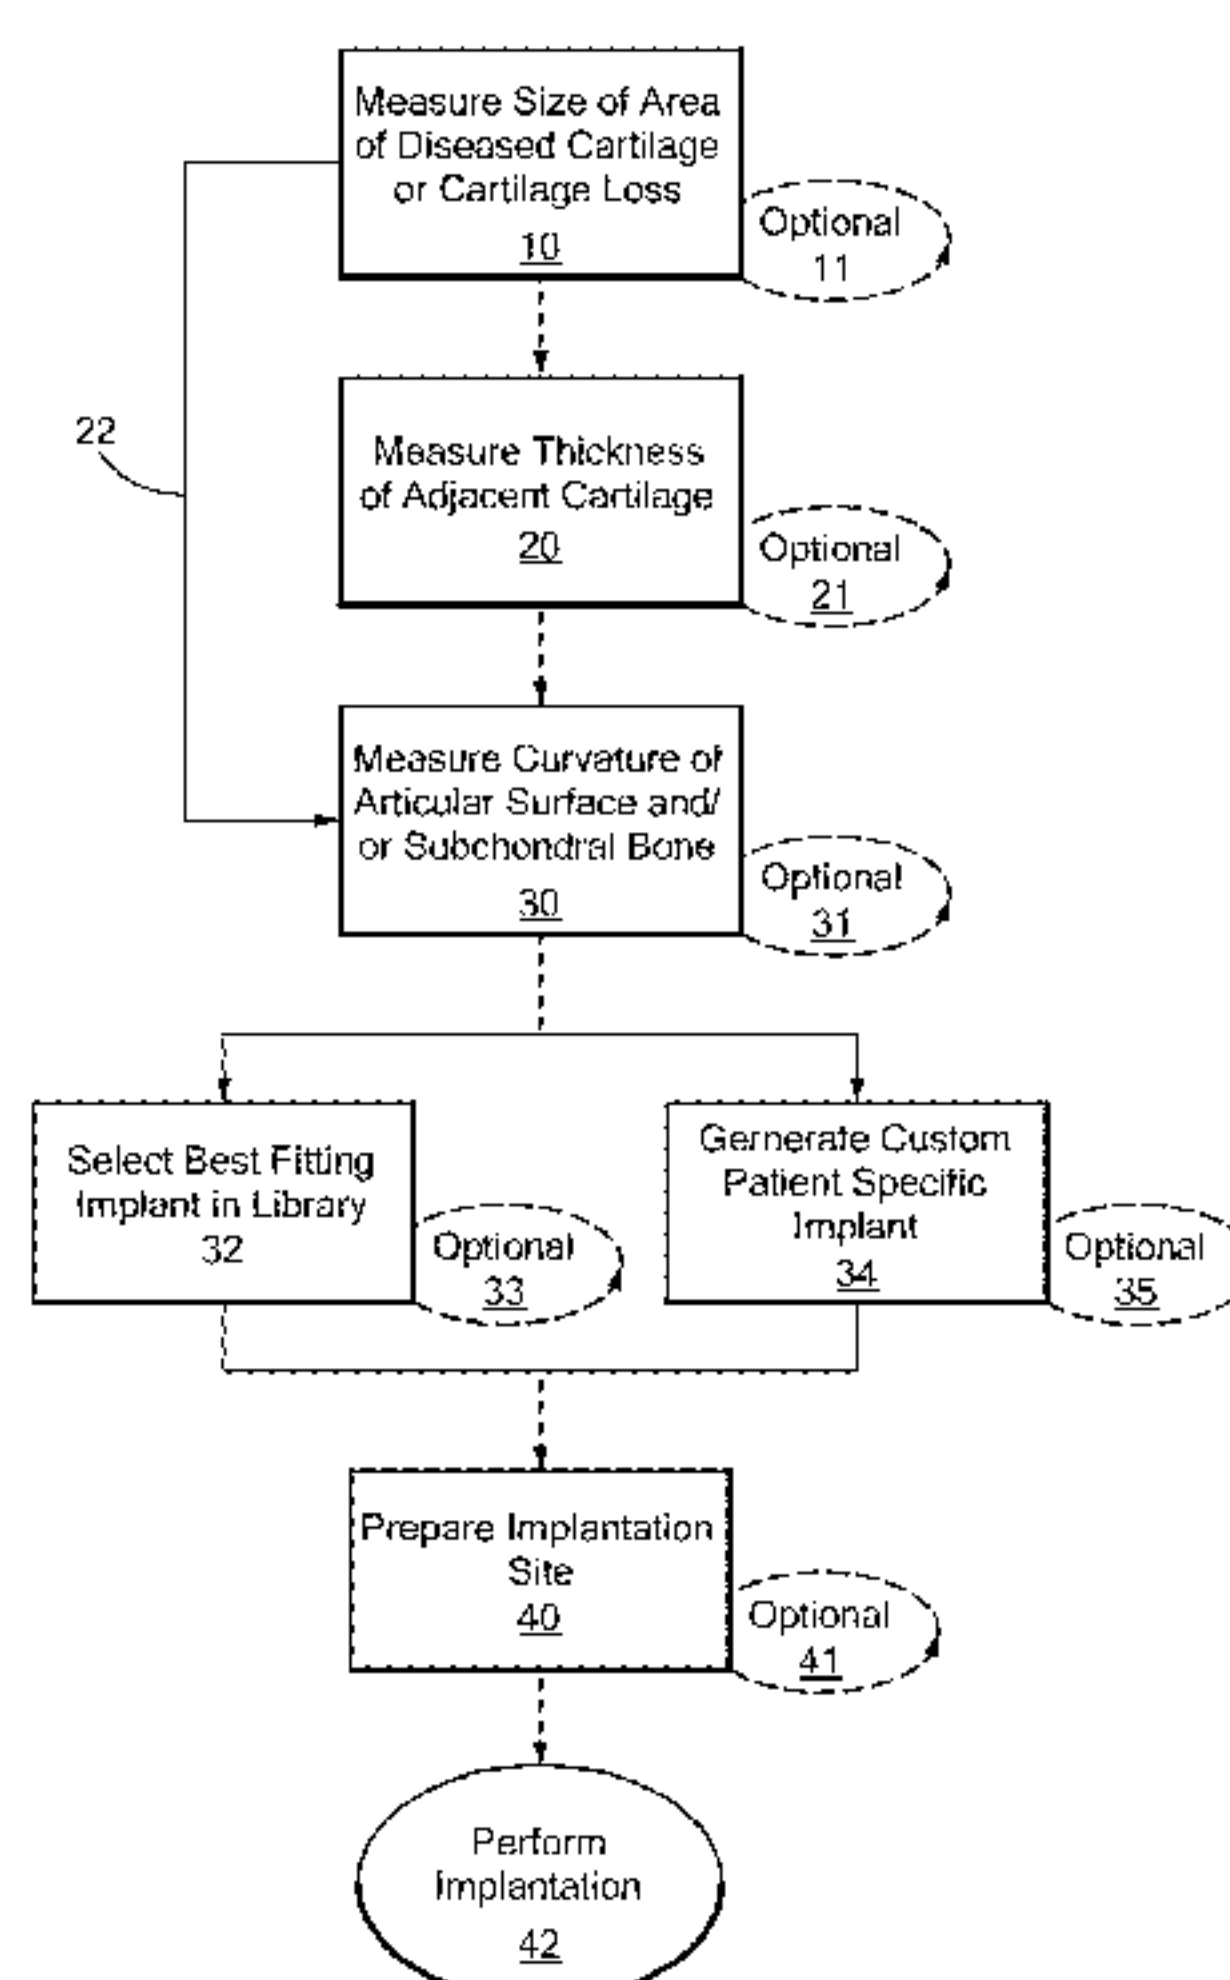 Measure Size of Area
of Diseased Cartilage
or Cartilage Loss
10
Optional
11
22
Measure Thickness
of Adjacent Cartilage
20
Optional
21
Measure Curvature of
Articular Surface and/
or Subchondral Bone
30
Optional
31
Select Best Fitting
Implant in Library
32
Optional
33
Gernerate Custom
Patient Specific
Implant
34
Optional
35
Prepare Implantation
Site
40
Optional
41
Perform
Implantation
42